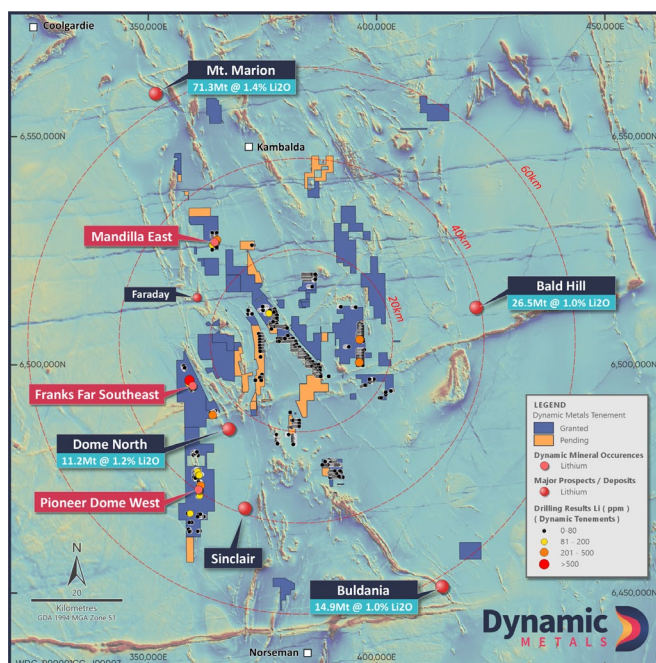 350,000
400,000
Coolgardie
Mt. Marion
71.3Mt @ 1.4% Li2O
6,550,000N
6,550,000N
Kambalda
60km
40km
20km
Mandilla East
Faraday
Bald Hill
26.5Mt @ 1.0% Li2O
6,500,000N
6,500,000N
Franks Far Southeast
Dome North
11.2Mt @ 1.2% Li2O
Pioneer Dome West
Sinclair
LEGEND
Dynamic Metals Tenement
Granted
Pending
Dynamic Mineral Occurences
Lithium
Major Prospects / Deposits
Lithium
Drilling Results Li ( ppm )
( Dynamic Tenements )
0-80
81 - 200
201 - 500
>500
N
20
Kilometres
GDA 1994 MGA Zone 51
Buldania
14.9Mt @ 1.0% Li2O
6,450,000N
Dynamic
METALS
350,000
400,000
Norseman